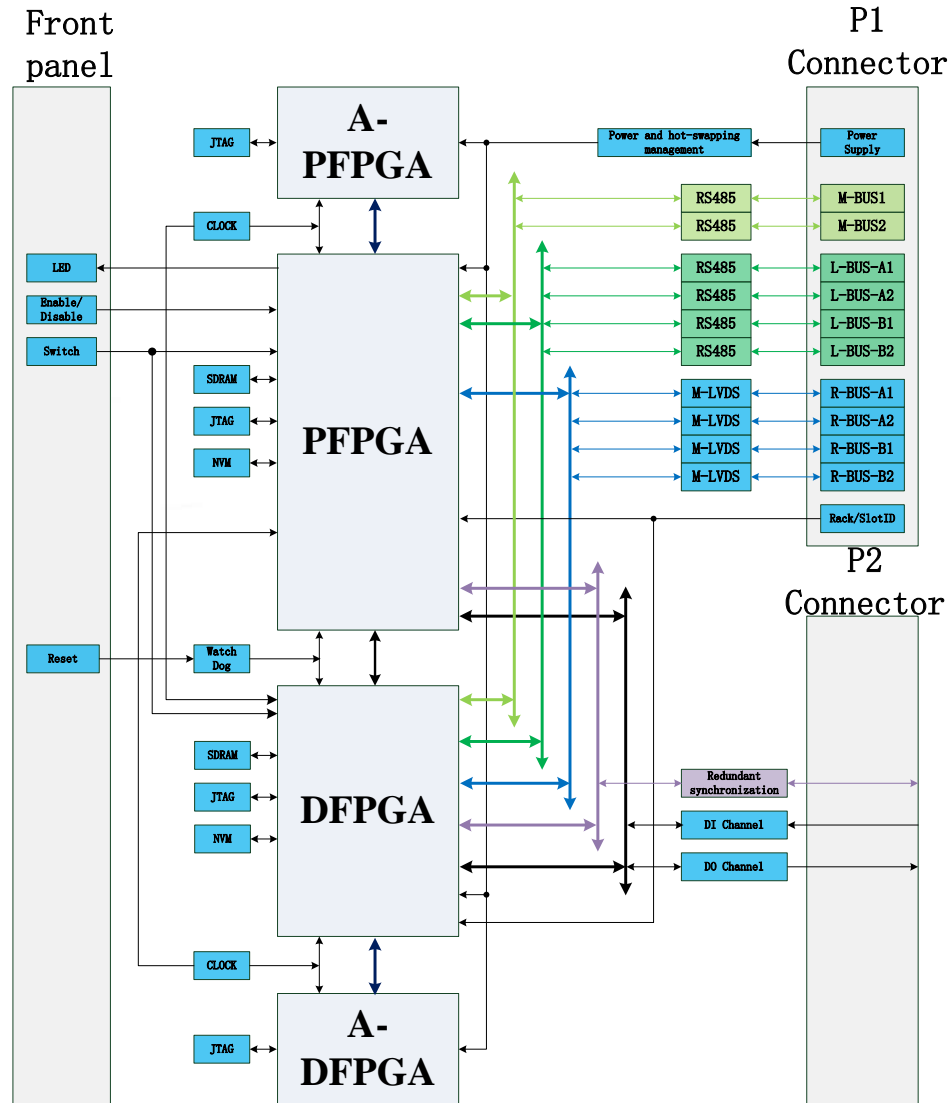 Front
panel
P1
Connector
A-
PFPGA
JTAG
Power and hot-swapping
management
Power
Supply
RS485
M-BUS1
CLOCK
RS485
M-BUS2
LED
RS485
L-BUS-A1
Enable/
Disable
RS485
L-BUS-A2
RS485
L-BUS-B1
Switch
RS485
L-BUS-B2
SDRAM
M-LVDS
R-BUS-A1
JTAG
M-LVDS
R-BUS-A2
PFPGA
M-LVDS
R-BUS-B1
NVM
M-LVDS
R-BUS-B2
Rack/SlotID
P2
Connector
Reset
Watch
Dog
SDRAM
JTAG
NVM
DFPGA
Redundant
synchronization
DI Channel
DO Channel
CLOCK
A-
DFPGA
JTAG